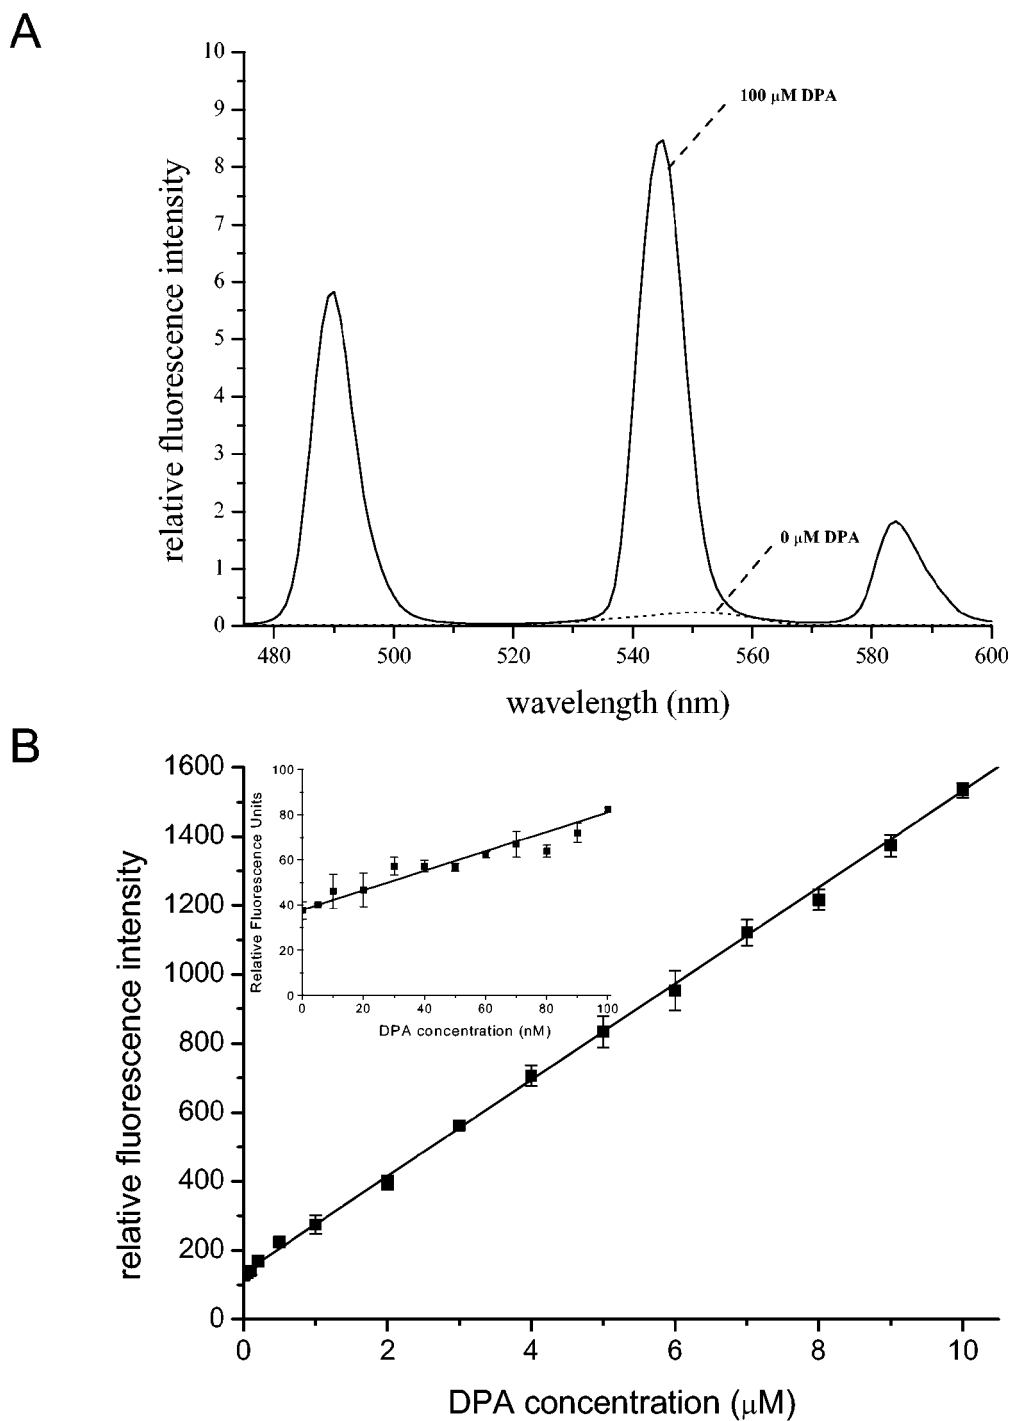 A
10
9
8
7
6
5
4
3
2
1
0
relative fluorescence intensity
100 μM DPA
0 μM DPA
480 500 520 540 560 580 600
wavelength (nm)
B
1600
1400
1200
1000
800
600
400
200
0
relative fluorescence intensity
100
80
60
40
20
0
Relative Fluorescence Units
0 20 40 60 80 100
DPA concentration (nM)
0 2 4 6 8 10
DPA concentration (μM)